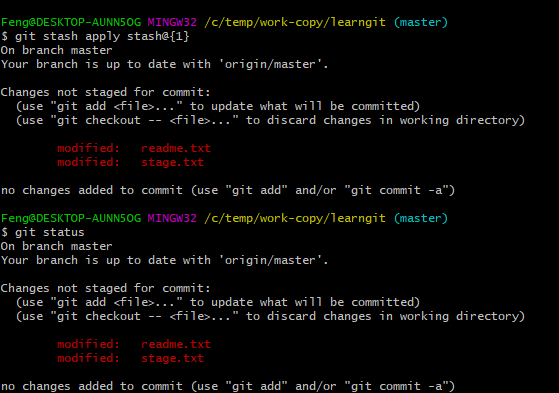 Feng@DESKTOP-AUNN5OG MINGW32 /c/temp/work-copy/learngit (master)
$ git stash apply stash@{1}
On branch master
Your branch is up to date with 'origin/master'.

Changes not staged for commit:
  (use "git add <file>..." to update what will be committed)
  (use "git checkout -- <file>..." to discard changes in working directory)

        modified:   readme.txt
        modified:   stage.txt

no changes added to commit (use "git add" and/or "git commit -a")

Feng@DESKTOP-AUNN5OG MINGW32 /c/temp/work-copy/learngit (master)
$ git status
On branch master
Your branch is up to date with 'origin/master'.

Changes not staged for commit:
  (use "git add <file>..." to update what will be committed)
  (use "git checkout -- <file>..." to discard changes in working directory)

        modified:   readme.txt
        modified:   stage.txt

no changes added to commit (use "git add" and/or "git commit -a")